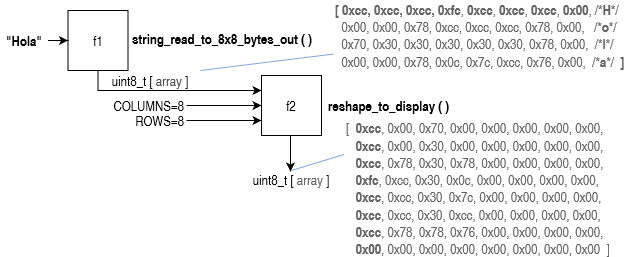 [ 0xcc, 0xcc, 0xcc, 0xfc, 0xcc, 0xcc, 0xcc, 0x00, /*H*/
0x00, 0x00, 0x78, 0xcc, 0xcc, 0xcc, 0x78, 0x00, /*o*/
0x70, 0x30, 0x30, 0x30, 0x30, 0x30, 0x78, 0x00, /*l*/
0x00, 0x00, 0x78, 0x0c, 0x7c, 0xcc, 0x76, 0x00, /*a*/ ]
"Hola"
f1
string_read_to_8x8_bytes_out ( )
uint8_t [ array ]
COLUMNS=8
ROWS=8
f2
reshape_to_display ( )
[ 0xcc, 0x00, 0x70, 0x00, 0x00, 0x00, 0x00, 0x00,
0xcc, 0x00, 0x30, 0x00, 0x00, 0x00, 0x00, 0x00,
0xcc, 0x78, 0x30, 0x78, 0x00, 0x00, 0x00, 0x00,
0xfc, 0xcc, 0x30, 0x0c, 0x00, 0x00, 0x00, 0x00,
0xcc, 0xcc, 0x30, 0x7c, 0x00, 0x00, 0x00, 0x00,
0xcc, 0xcc, 0x30, 0xcc, 0x00, 0x00, 0x00, 0x00,
0xcc, 0x78, 0x78, 0x76, 0x00, 0x00, 0x00, 0x00,
0x00, 0x00, 0x00, 0x00, 0x00, 0x00, 0x00, 0x00 ]
uint8_t [ array ]